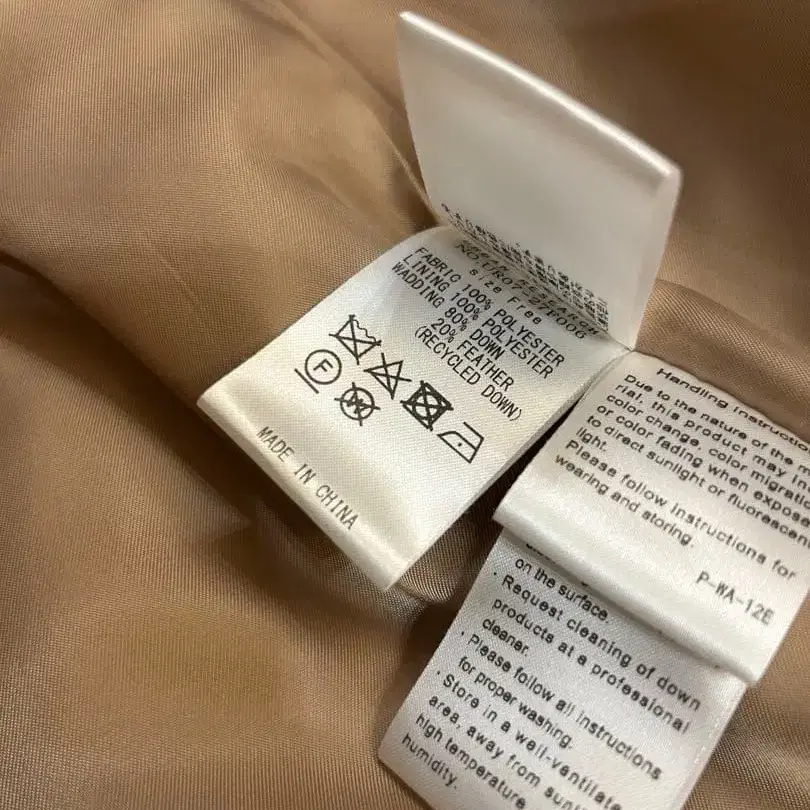 size Free
FABRIC 100% POLYESTER
LINING 100% POLYESTER
WADDING 80% DOWN
20% FEATHER
(RECYCLED DOWN)
F
W
MADE IN CHINA
Handling Instructio
Due to the nature of the m
rial, this product may in
color change, color migrati
or color fading when expos
to direct sunlight or fluorescen
light.
Please follow instructions for
wearing and storing.
P-WA-12E
on the surface.
· Request cleaning of down
products at a professional
cleaner.
· Please follow all instructions
for proper washing.
· Store in a well-ventilate
area, away from sun
high temperature
humidity.